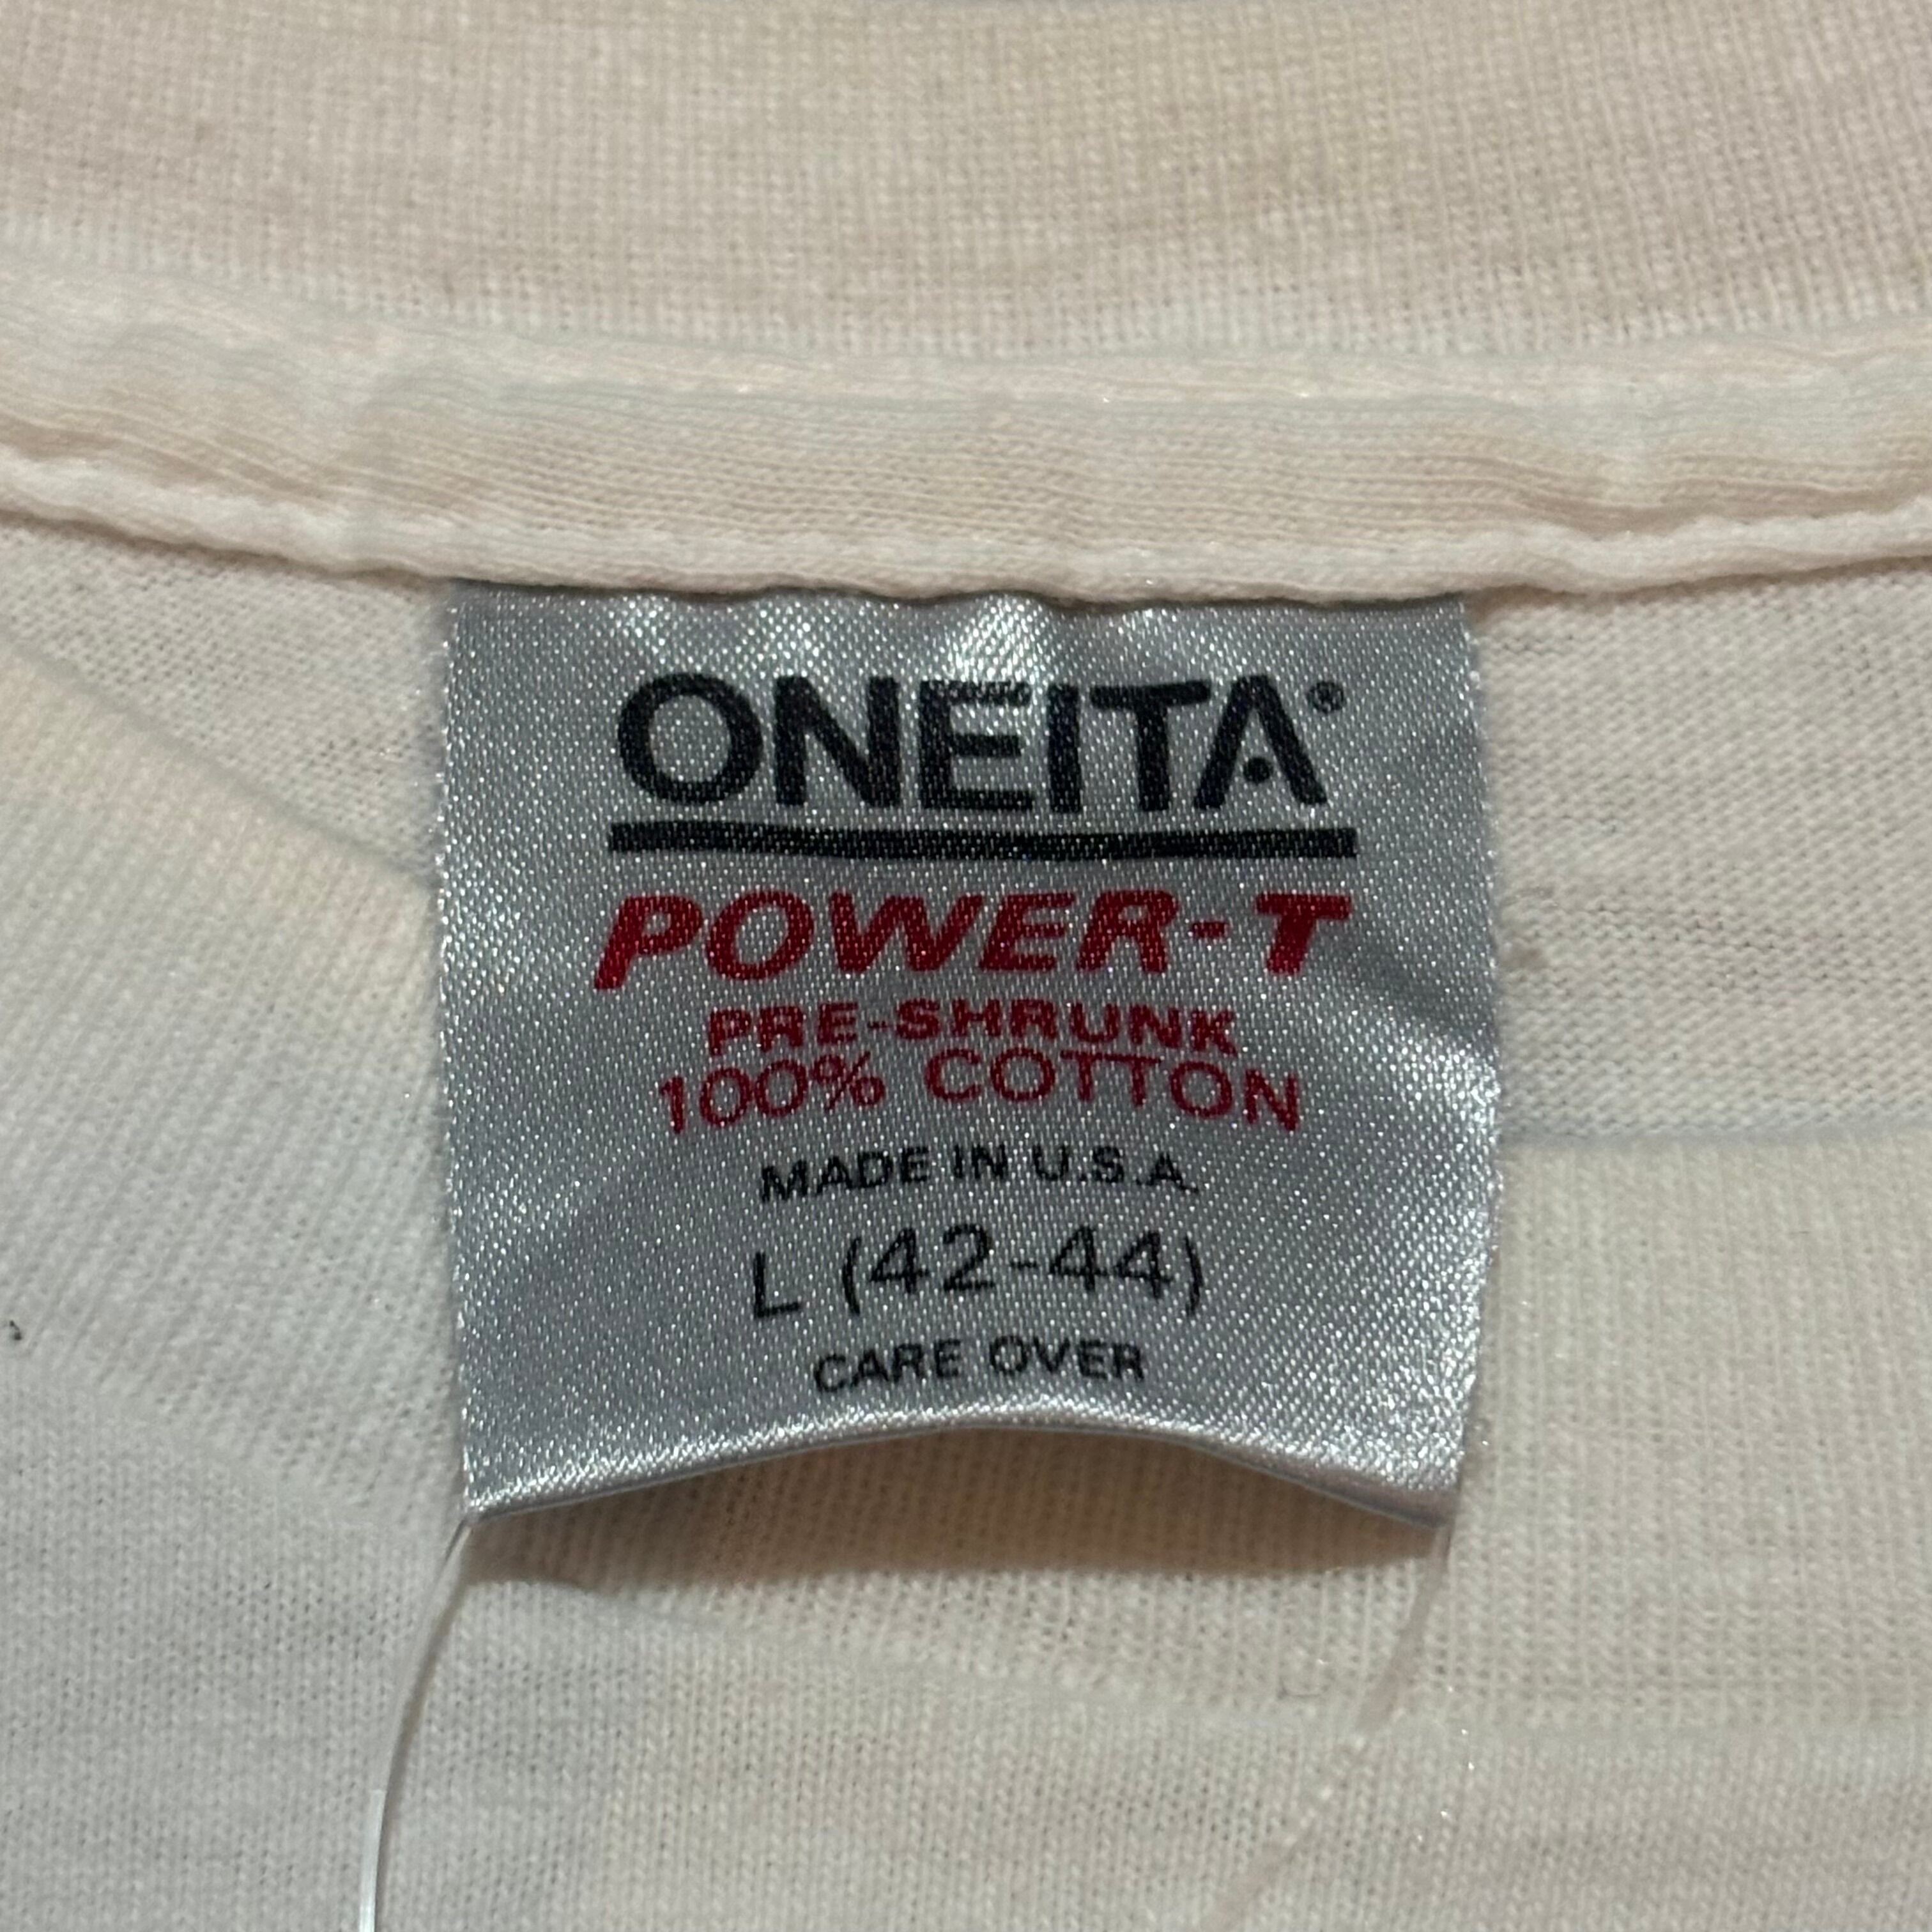 ONEITA®
POWER-T
PRE-SHRUNK
100% COTTON
MADE IN U.S.A.
L (42-44)
CARE OVER